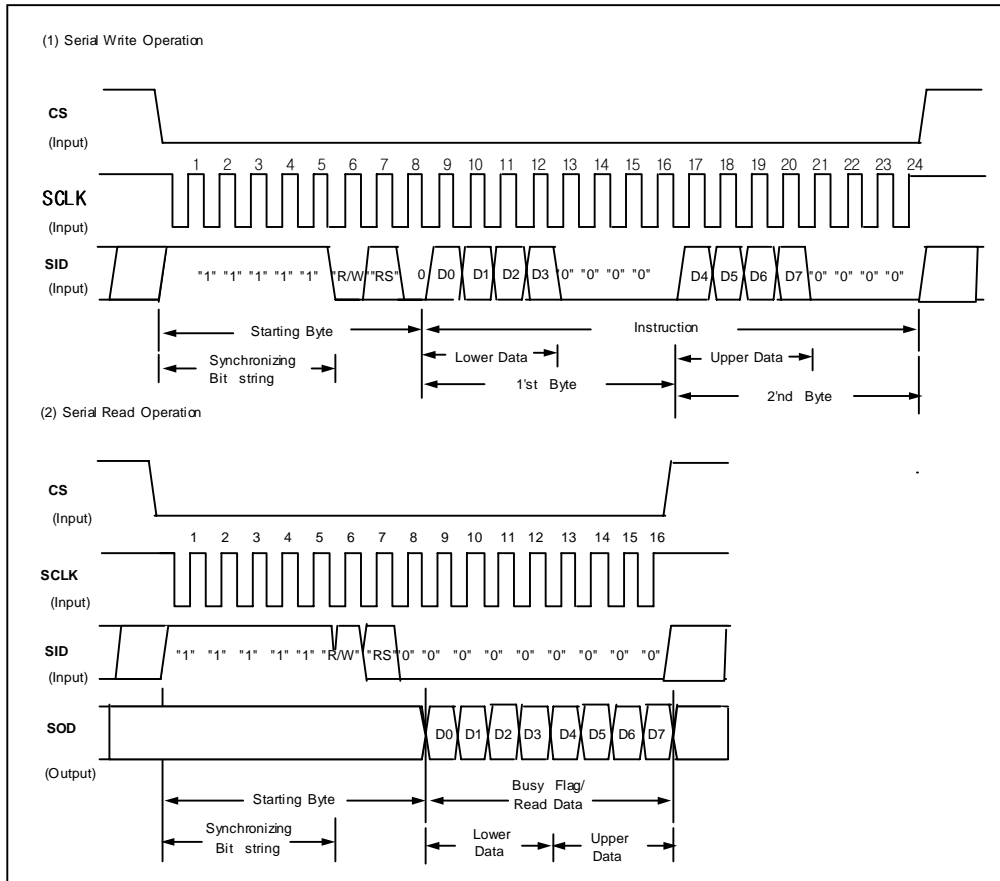 (1) Serial Write Operation
CS
(Input)
1 2 3 4 5 6 7 8 9 10 11 12 13 14 15 16 17 18 19 20 21 22 23 24
SCLK
(Input)
SID
(Input)
"1" "1" "1" "1" "1" "R/W" "RS" 0 D0 D1 D2 D3 "0" "0" "0" "0" D4 D5 D6 D7 "0" "0" "0" "0"
Starting Byte
Instruction
Synchronizing
Bit string
Lower Data
Upper Data
1'st Byte
2'nd Byte
(2) Serial Read Operation
CS
(Input)
1 2 3 4 5 6 7 8 9 10 11 12 13 14 15 16
SCLK
(Input)
SID
(Input)
"1" "1" "1" "1" "1" "R/W" "RS" "0" "0" "0" "0" "0" "0" "0" "0" "0"
SOD
(Output)
D0 D1 D2 D3 D4 D5 D6 D7
Starting Byte
Busy Flag/
Read Data
Synchronizing
Bit string
Lower
Data
Upper
Data